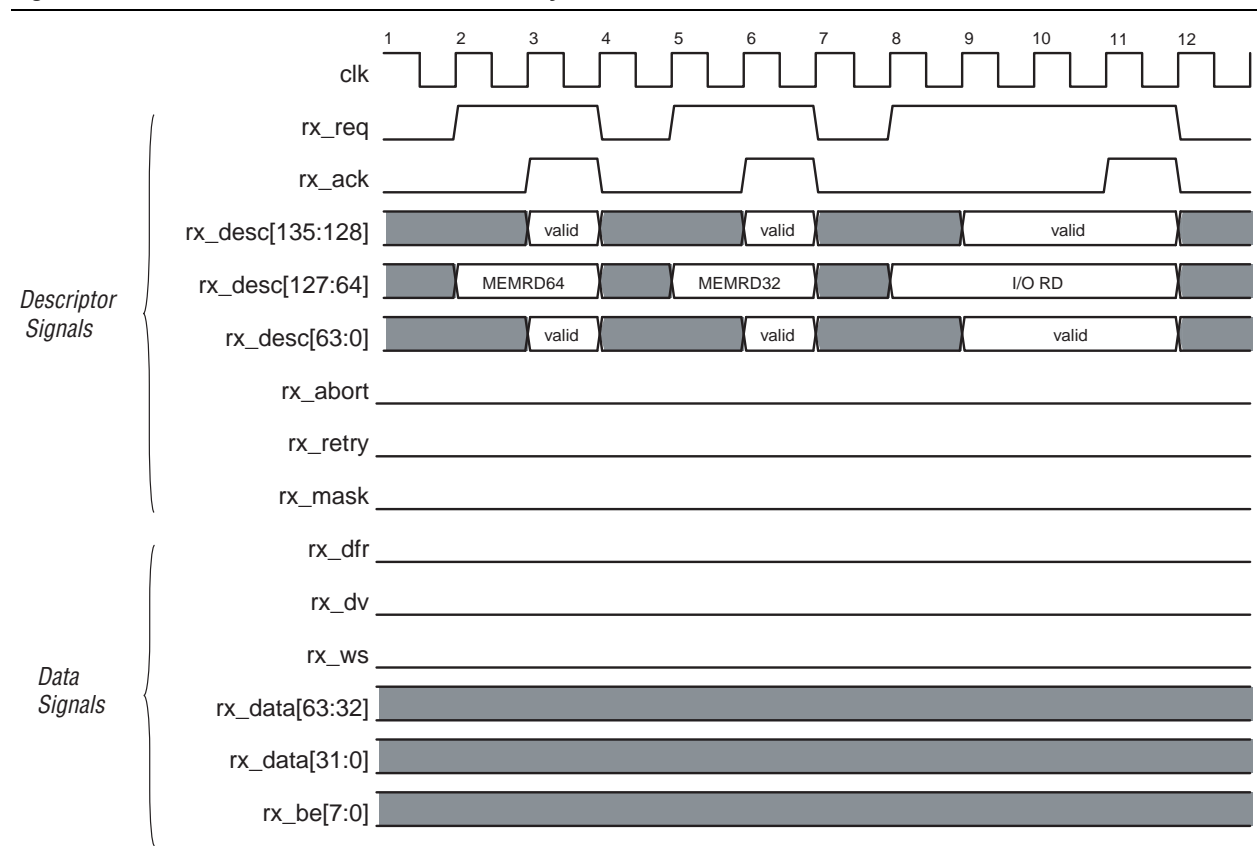 1 2 3 4 5 6 7 8 9 10 11 12
clk
rx_req
rx_ack
rx_desc[135:128] valid valid valid
rx_desc[127:64] MEMRD64 MEMRD32 I/O RD
Descriptor
Signals
rx_desc[63:0] valid valid valid
rx_abort
rx_retry
rx_mask
rx_dfr
rx_dv
rx_ws
Data
Signals
rx_data[63:32]
rx_data[31:0]
rx_be[7:0]